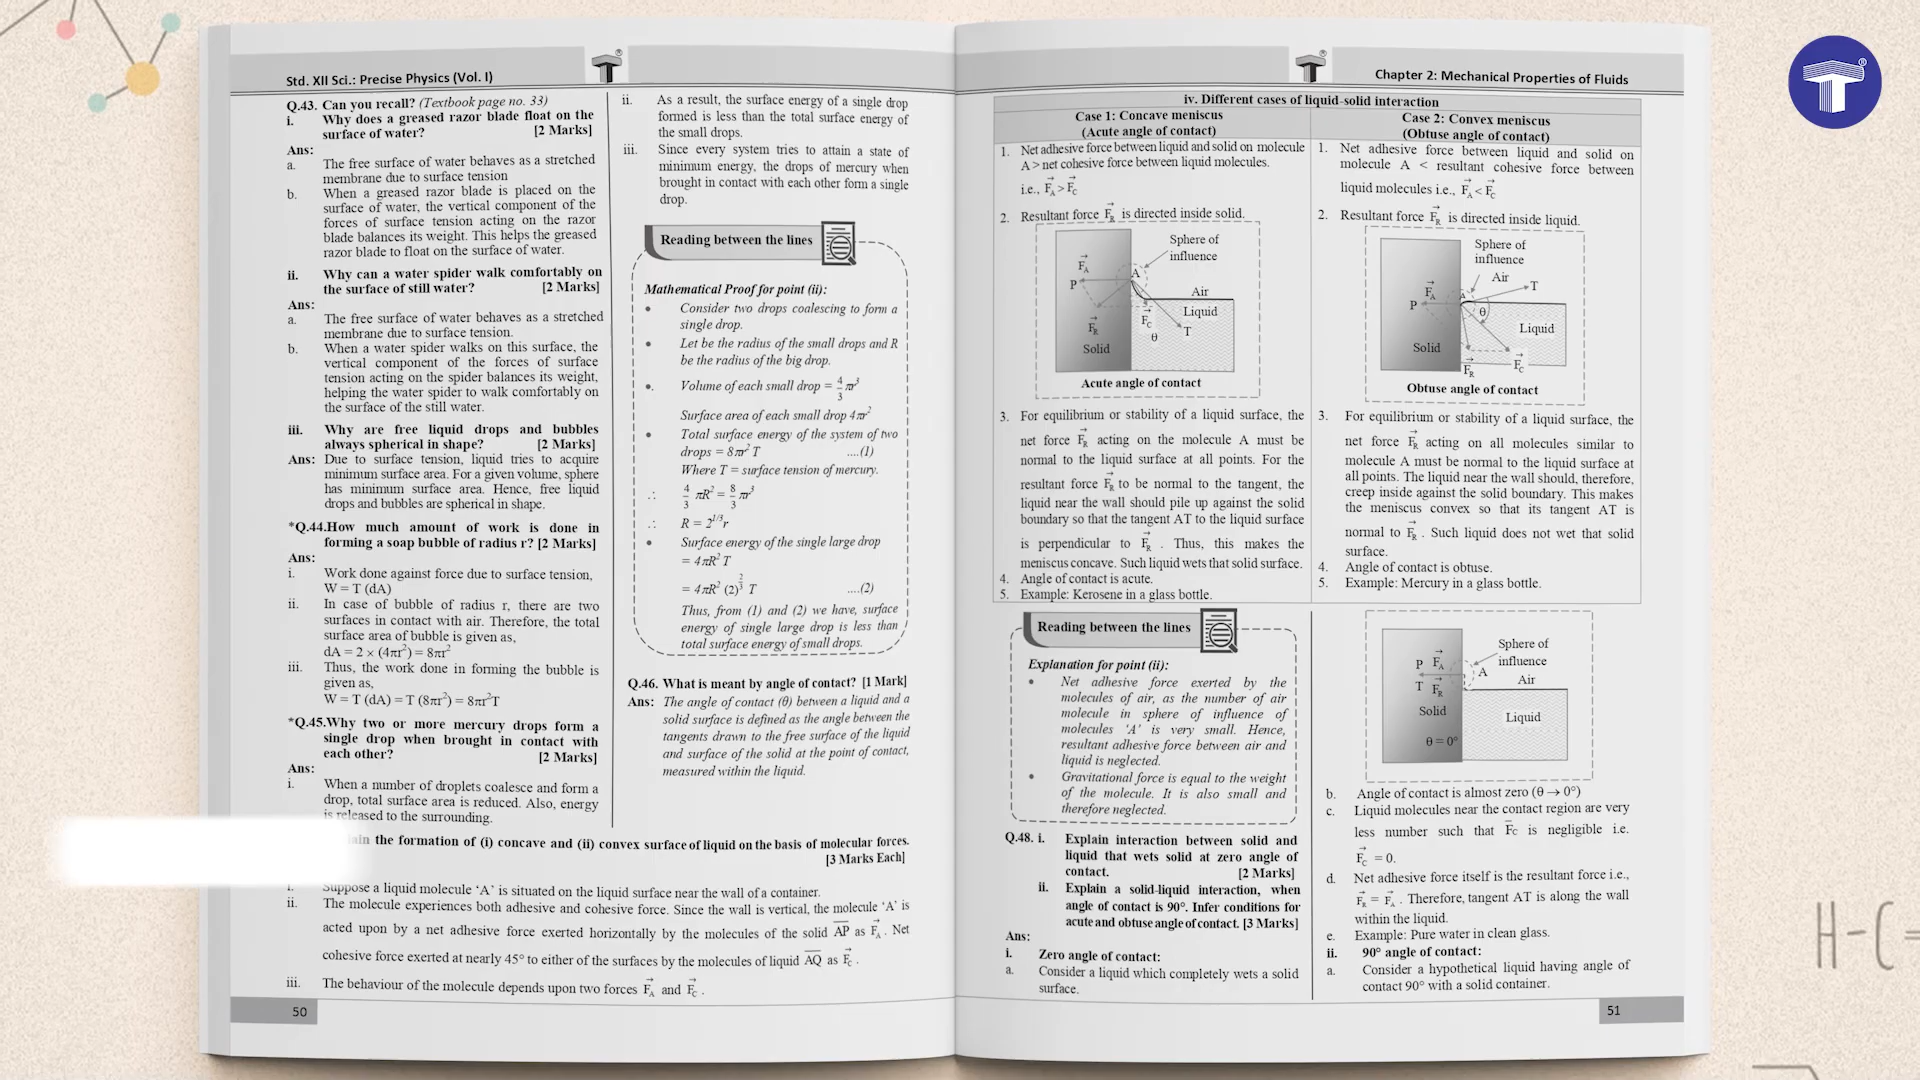 Std. XII Sci.: Precise Physics (Vol. I)
Q.43. Can you recall? (Textbook page no. 33)
i. Why does a greased razor blade float on the
surface of water? [2 Marks]
Ans:
a. The free surface of water behaves as a stretched
membrane due to surface tension
b. When a greased razor blade is placed on the
surface of water, the vertical component of the
forces of surface tension acting on the razor
blade balances its weight. This helps the greased
razor blade to float on the surface of water.
ii. Why can a water spider walk comfortably on
the surface of still water? [2 Marks]
Ans:
a. The free surface of water behaves as a stretched
membrane due to surface tension.
b. When a water spider walks on this surface, the
vertical component of the forces of surface
tension acting on the spider balances its weight,
helping the water spider to walk comfortably on
the surface of the still water.
iii. Why are free liquid drops and bubbles
always spherical in shape? [2 Marks]
Ans: Due to surface tension, liquid tries to acquire
minimum surface area. For a given volume, sphere
has minimum surface area. Hence, free liquid
drops and bubbles are spherical in shape.
*Q.44.How much amount of work is done in
forming a soap bubble of radius r? [2 Marks]
Ans:
i. Work done against force due to surface tension,
W = T (dA)
ii. In case of bubble of radius r, there are two
surfaces in contact with air. Therefore, the total
surface area of bubble is given as,
dA = 2 × (4πr²) = 8πr²
iii. Thus, the work done in forming the bubble is
given as,
W = T (dA) = T (8πr²) = 8πr²T
*Q.45.Why two or more mercury drops form a
single drop when brought in contact with
each other? [2 Marks]
Ans:
i. When a number of droplets coalesce and form a
drop, total surface area is reduced. Also, energy
is released to the surrounding.
ii. As a result, the surface energy of a single drop
formed is less than the total surface energy of
the small drops.
iii. Since every system tries to attain a state of
minimum energy, the drops of mercury when
brought in contact with each other form a single
drop.
Reading between the lines
Mathematical Proof for point (ii):
• Consider two drops coalescing to form a
single drop.
• Let be the radius of the small drops and R
be the radius of the big drop.
•. Volume of each small drop = 4/3 πr³
Surface area of each small drop 4πr²
• Total surface energy of the system of two
drops = 8πr² T ....(1)
Where T = surface tension of mercury.
∴ 4/3 πR² = 8/3 πr³
∴ R = 2^{1/3}r
• Surface energy of the single large drop
= 4πR² T
= 4πR² (2)^{2/3} T ....(2)
Thus, from (1) and (2) we have, surface
energy of single large drop is less than
total surface energy of small drops.
Q.46. What is meant by angle of contact? [1 Mark]
Ans: The angle of contact (θ) between a liquid and a
solid surface is defined as the angle between the
tangents drawn to the free surface of the liquid
and surface of the solid at the point of contact,
measured within the liquid.
the formation of (i) concave and (ii) convex surface of liquid on the basis of molecular forces.
[3 Marks Each]
i. Suppose a liquid molecule ‘A’ is situated on the liquid surface near the wall of a container.
ii. The molecule experiences both adhesive and cohesive force. Since the wall is vertical, the molecule ‘A’ is
acted upon by a net adhesive force exerted horizontally by the molecules of the solid A̅P̅ as F⃗_A. Net
cohesive force exerted at nearly 45° to either of the surfaces by the molecules of liquid A̅Q̅ as F⃗_C.
iii. The behaviour of the molecule depends upon two forces F⃗_A and F⃗_C.
50
Chapter 2: Mechanical Properties of Fluids
iv. Different cases of liquid-solid interaction
Case 1: Concave meniscus
(Acute angle of contact)
1. Net adhesive force between liquid and solid on molecule
A > net cohesive force between liquid molecules.
i.e., F⃗_A > F⃗_C
2. Resultant force F⃗_R is directed inside solid.
Sphere of
influence
F⃗_A
A
P
Air
Liquid
F⃗_C
T
F⃗_R
θ
Solid
Acute angle of contact
3. For equilibrium or stability of a liquid surface, the
net force F⃗_R acting on the molecule A must be
normal to the liquid surface at all points. For the
resultant force F⃗_R to be normal to the tangent, the
liquid near the wall should pile up against the solid
boundary so that the tangent AT to the liquid surface
is perpendicular to F⃗_R. Thus, this makes the
meniscus concave. Such liquid wets that solid surface.
4. Angle of contact is acute.
5. Example: Kerosene in a glass bottle.
Case 2: Convex meniscus
(Obtuse angle of contact)
1. Net adhesive force between liquid and solid on
molecule A < resultant cohesive force between
liquid molecules i.e., F⃗_A < F⃗_C
2. Resultant force F⃗_R is directed inside liquid.
Sphere of
influence
Air
T
F⃗_A
A
P
θ
Liquid
Solid
F⃗_R
F⃗_C
Obtuse angle of contact
3. For equilibrium or stability of a liquid surface, the
net force F⃗_R acting on all molecules similar to
molecule A must be normal to the liquid surface at
all points. The liquid near the wall should, therefore,
creep inside against the solid boundary. This makes
the meniscus convex so that its tangent AT is
normal to F⃗_R. Such liquid does not wet that solid
surface.
4. Angle of contact is obtuse.
5. Example: Mercury in a glass bottle.
Reading between the lines
Explanation for point (ii):
• Net adhesive force exerted by the
molecules of air, as the number of air
molecule in sphere of influence of
molecules ‘A’ is very small. Hence,
resultant adhesive force between air and
liquid is neglected.
• Gravitational force is equal to the weight
of the molecule. It is also small and
therefore neglected.
Q.48. i. Explain interaction between solid and
liquid that wets solid at zero angle of
contact. [2 Marks]
ii. Explain a solid-liquid interaction, when
angle of contact is 90°. Infer conditions for
acute and obtuse angle of contact. [3 Marks]
Ans:
i. Zero angle of contact:
a. Consider a liquid which completely wets a solid
surface.
Sphere of
influence
P F⃗_A
A
Air
T F⃗_R
Solid
Liquid
θ = 0°
b. Angle of contact is almost zero (θ → 0°)
c. Liquid molecules near the contact region are very
less number such that F̅_C is negligible i.e.
F⃗_C = 0.
d. Net adhesive force itself is the resultant force i.e.,
F⃗_R = F⃗_A. Therefore, tangent AT is along the wall
within the liquid.
e. Example: Pure water in clean glass.
ii. 90° angle of contact:
a. Consider a hypothetical liquid having angle of
contact 90° with a solid container.
51
H-C=